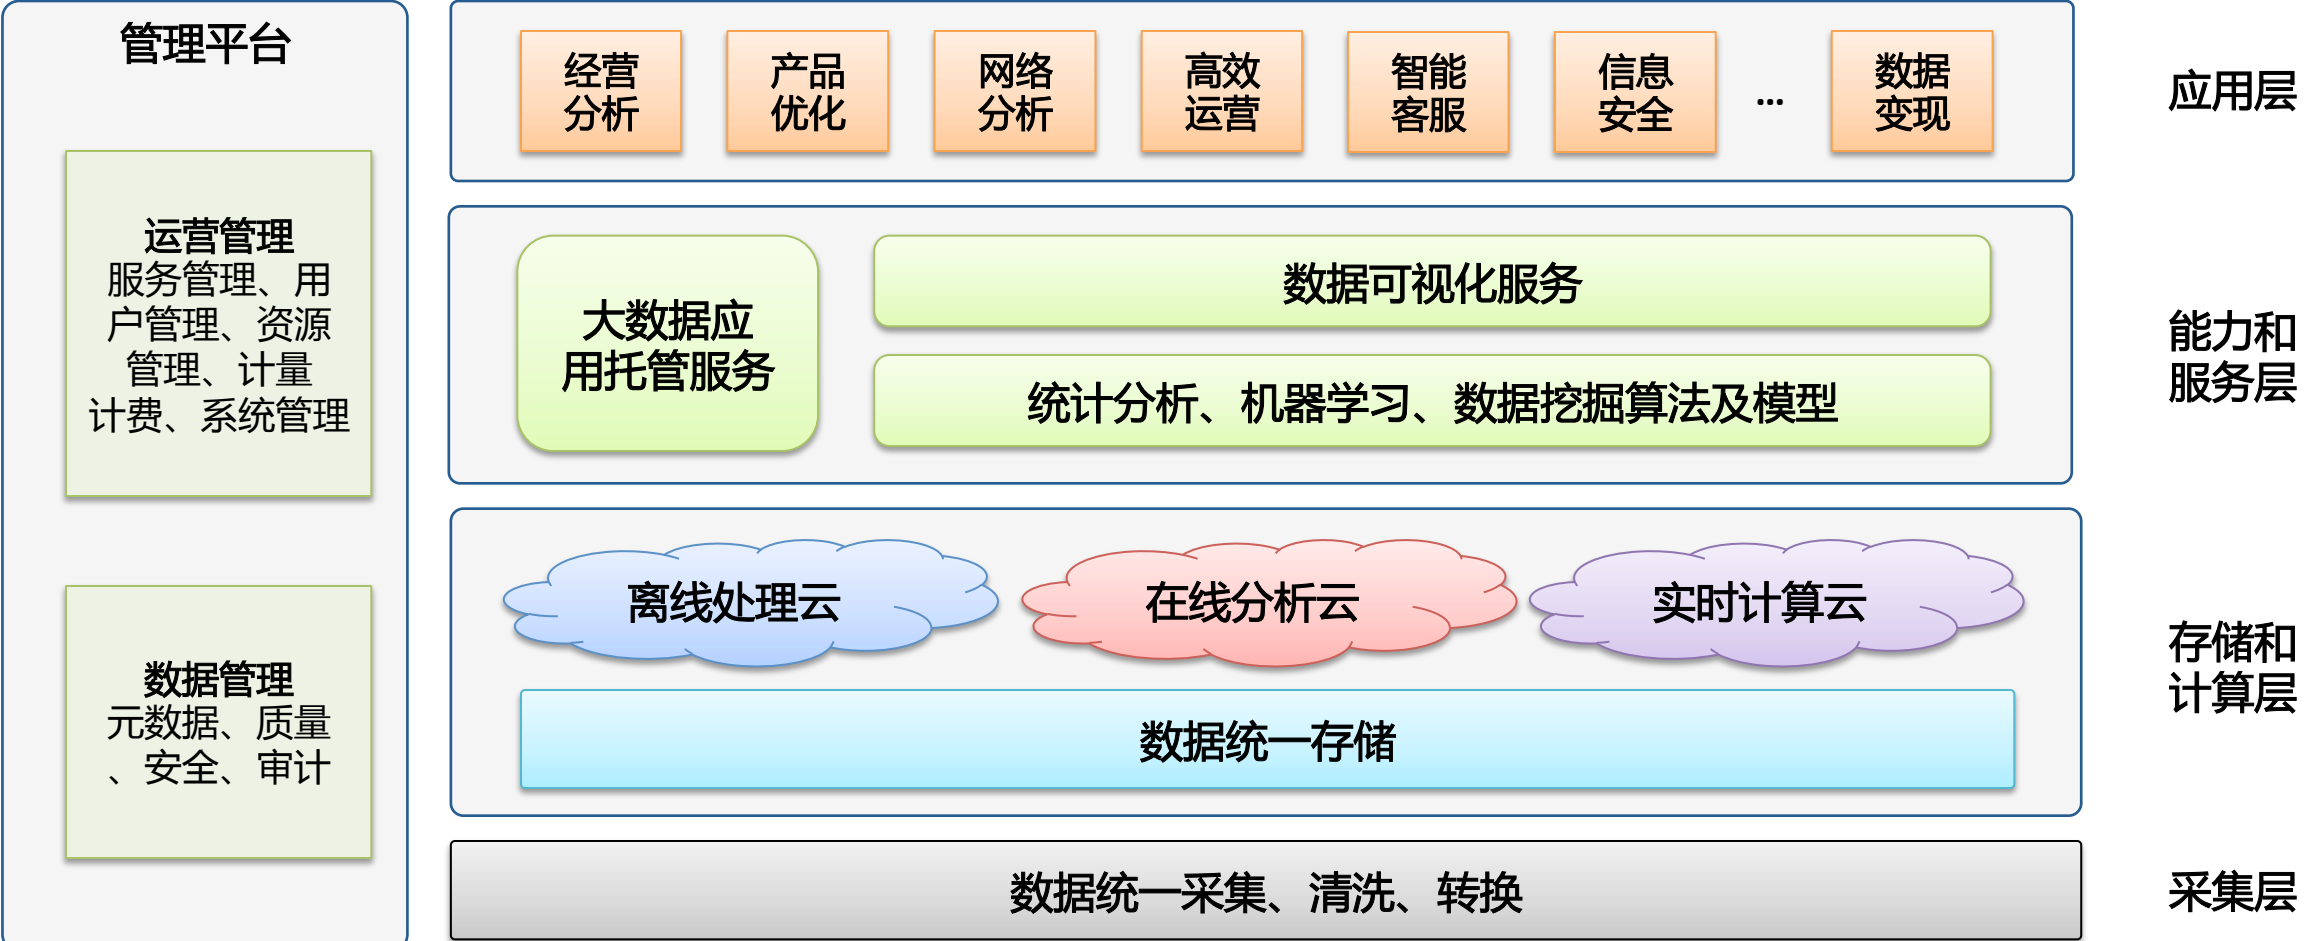 管理平台
运营管理
服务管理、用
户管理、资源
管理、计量
计费、系统管理
数据管理
元数据、质量
、安全、审计
经营
分析
产品
优化
网络
分析
高效
运营
智能
客服
信息
安全
...
数据
变现
应用层
大数据应
用托管服务
数据可视化服务
统计分析、机器学习、数据挖掘算法及模型
能力和
服务层
离线处理云
在线分析云
实时计算云
数据统一存储
存储和
计算层
数据统一采集、清洗、转换
采集层